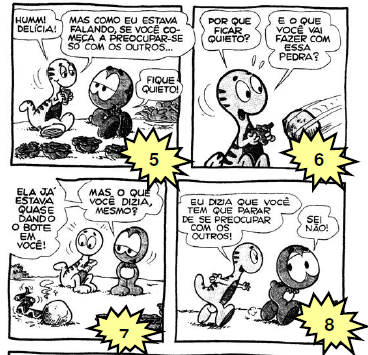 HUMM!
DELÍCIA!
MAS COMO EU ESTAVA
FALANDO, SE VOCÊ CO-
MEÇA A PREOCUPAR-SE
SÓ COM OS OUTROS...
FIQUE
QUIETO!
5
POR QUE
FICAR
QUIETO?
E O QUE
VOCÊ VAI
FAZER COM
ESSA
PEDRA?
6
ELA JÁ
ESTAVA
QUASE
DANDO
O BOTE
EM
VOCÊ!
MAS, O QUE
VOCÊ DIZIA,
MESMO?
7
EU DIZIA QUE VOCÊ
TEM QUE PARAR
DE SE PREOCUPAR
COM OS
OUTROS!
SEI
NÃO!
8